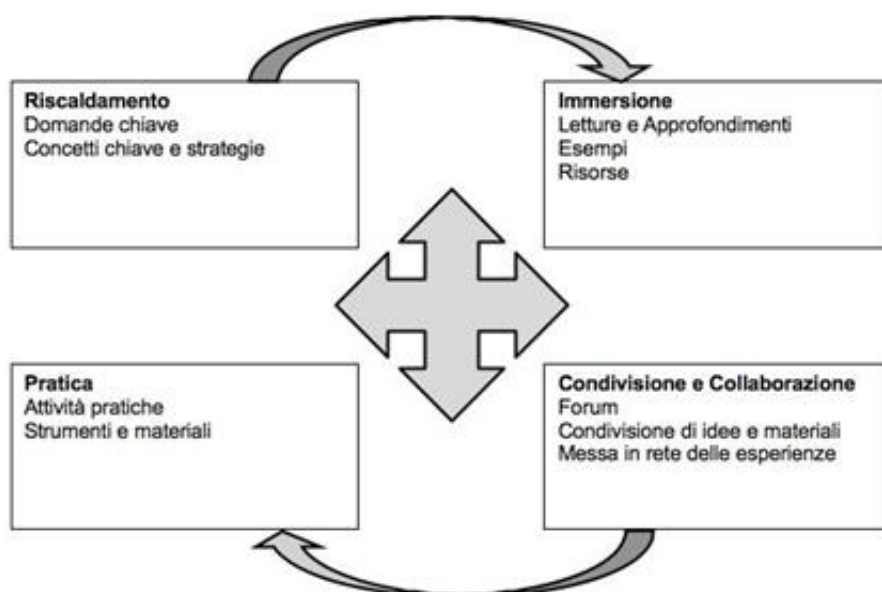 Riscaldamento
Domande chiave
Concetti chiave e strategie
Immersione
Letture e Approfondimenti
Esempi
Risorse
Pratica
Attività pratiche
Strumenti e materiali
Condivisione e Collaborazione
Forum
Condivisione di idee e materiali
Messa in rete delle esperienze